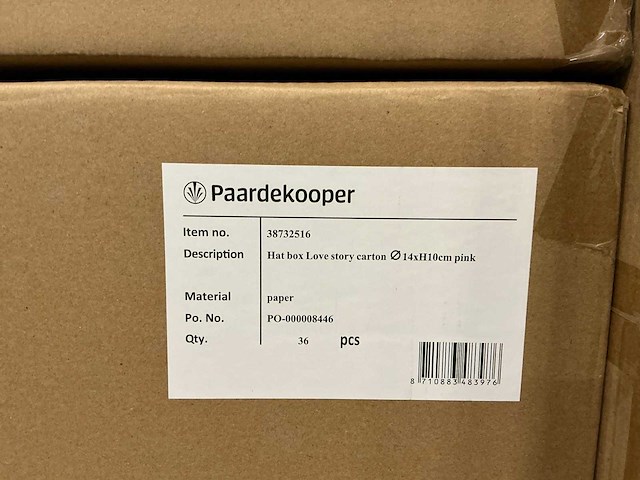 Paardekooper
Item no. 38732516
Description Hat box Love story carton Ø 14xH10cm pink
Material paper
Po. No. PO-000008446
Qty. 36 pcs
8 710883 483976